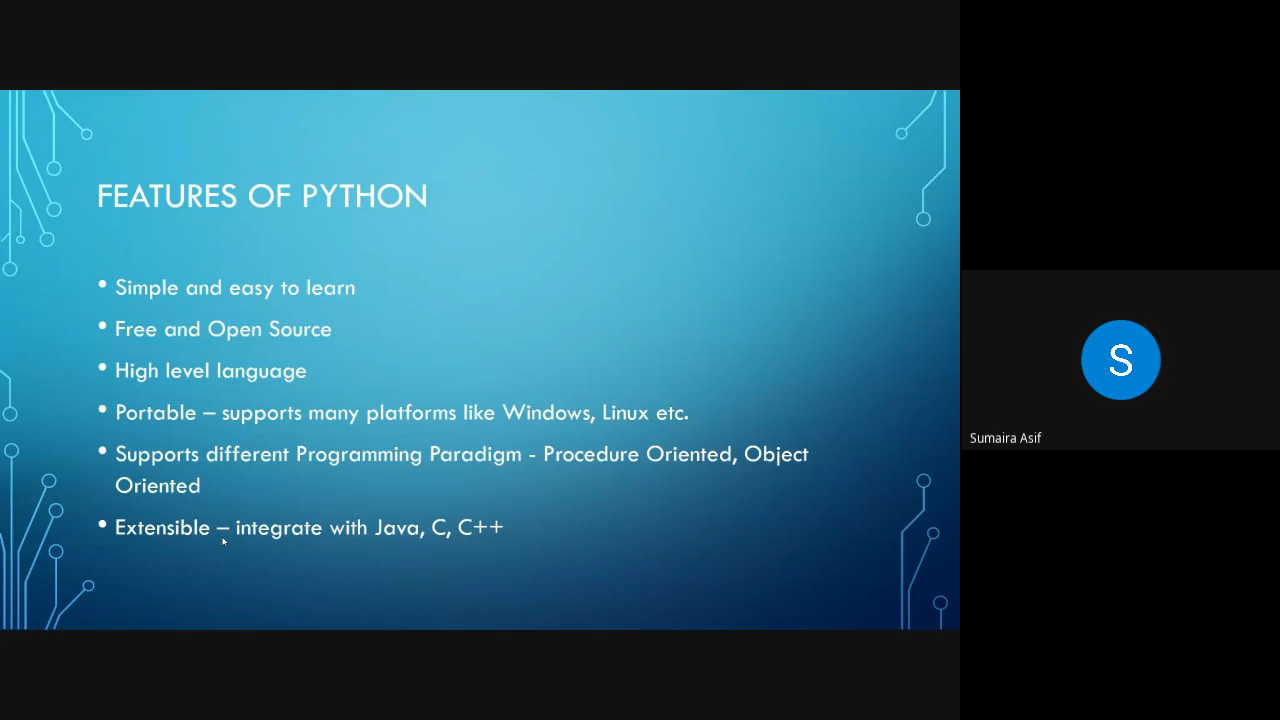 FEATURES OF PYTHON
• Simple and easy to learn
• Free and Open Source
• High level language
• Portable – supports many platforms like Windows, Linux etc.
• Supports different Programming Paradigm - Procedure Oriented, Object
Oriented
• Extensible – integrate with Java, C, C++
S
Sumaira Asif